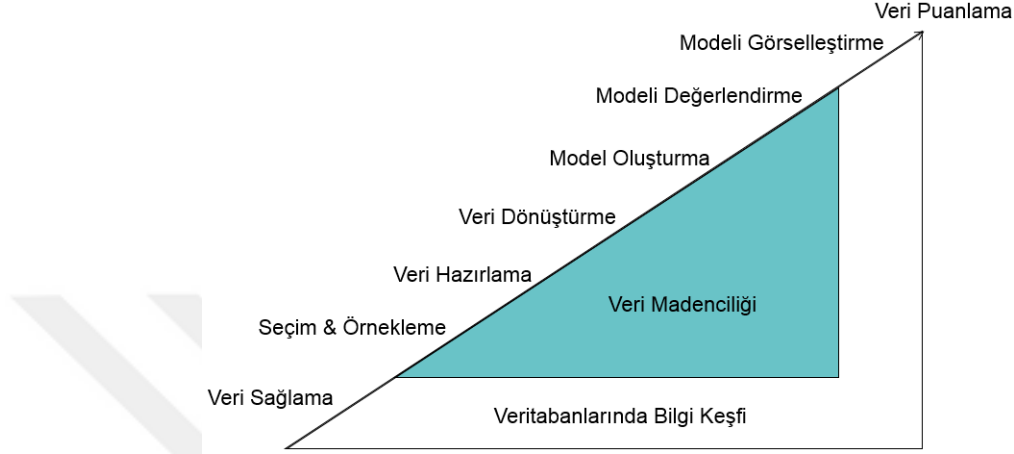 Veri Puanlama
Modeli Görselleştirme
Modeli Değerlendirme
Model Oluşturma
Veri Dönüştürme
Veri Hazırlama
Veri Madenciliği
Seçim & Örnekleme
Veri Sağlama
Veritabanlarında Bilgi Keşfi